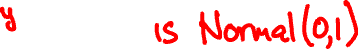 y is Normal(0,1)